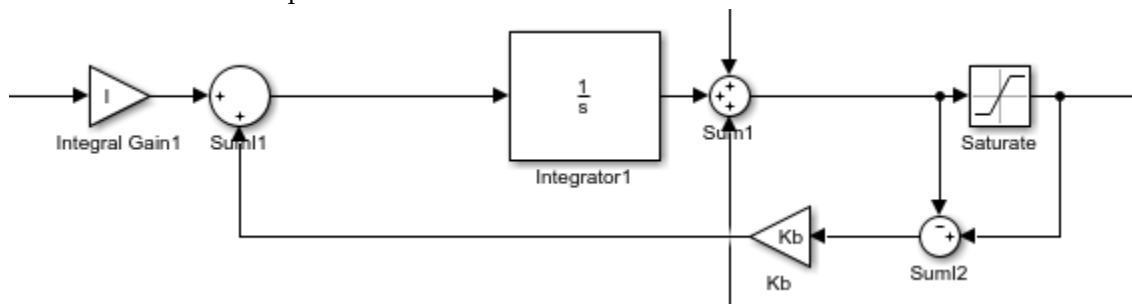 I
Integral Gain1
+
+
SumI1
1
s
Integrator1
+
+
+
Sum1
Saturate
Kb
Kb
−
+
SumI2